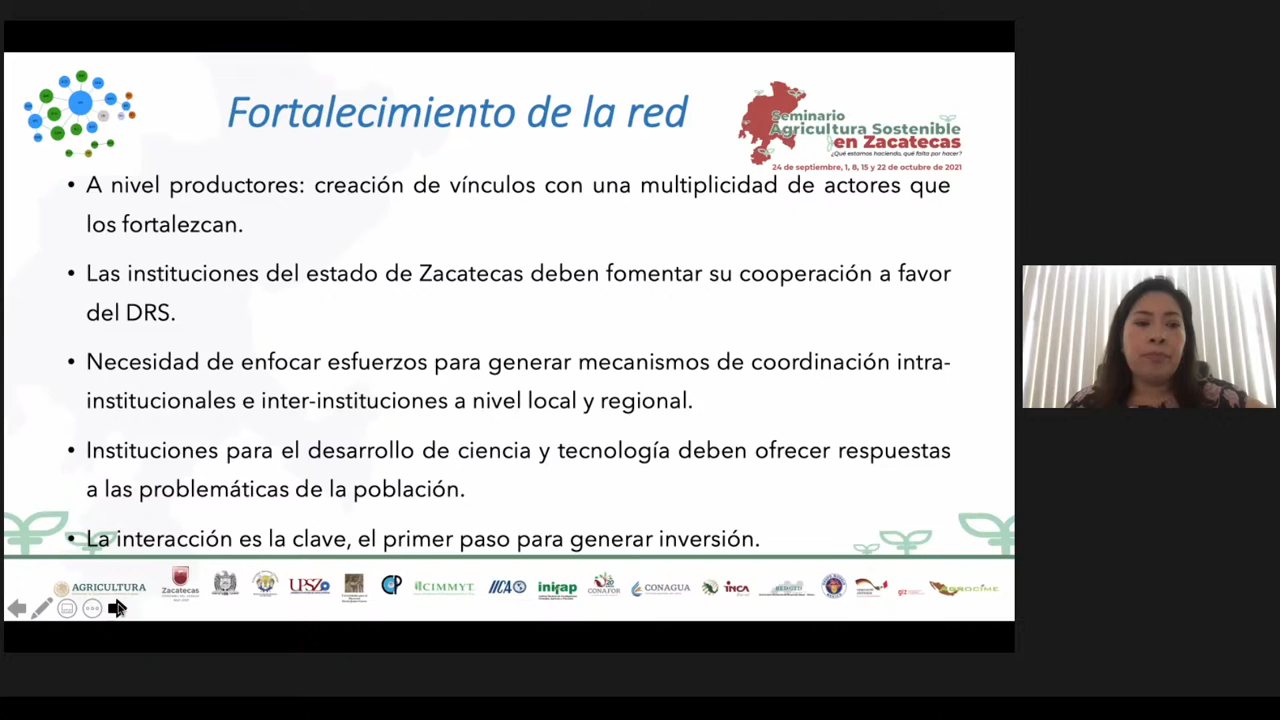 Fortalecimiento de la red
Seminario
Agricultura Sostenible
en Zacatecas
¿Qué estamos haciendo, qué falta por hacer?
24 de septiembre, 1, 8, 15 y 22 de octubre de 2021
• A nivel productores: creación de vínculos con una multiplicidad de actores que
los fortalezcan.
• Las instituciones del estado de Zacatecas deben fomentar su cooperación a favor
del DRS.
• Necesidad de enfocar esfuerzos para generar mecanismos de coordinación intra-
institucionales e inter-instituciones a nivel local y regional.
• Instituciones para el desarrollo de ciencia y tecnología deben ofrecer respuestas
a las problemáticas de la población.
• La interacción es la clave, el primer paso para generar inversión.
AGRICULTURA Zacatecas UPSZ CIMMYT IICA inifap CONAFOR CONAGUA INCA giz